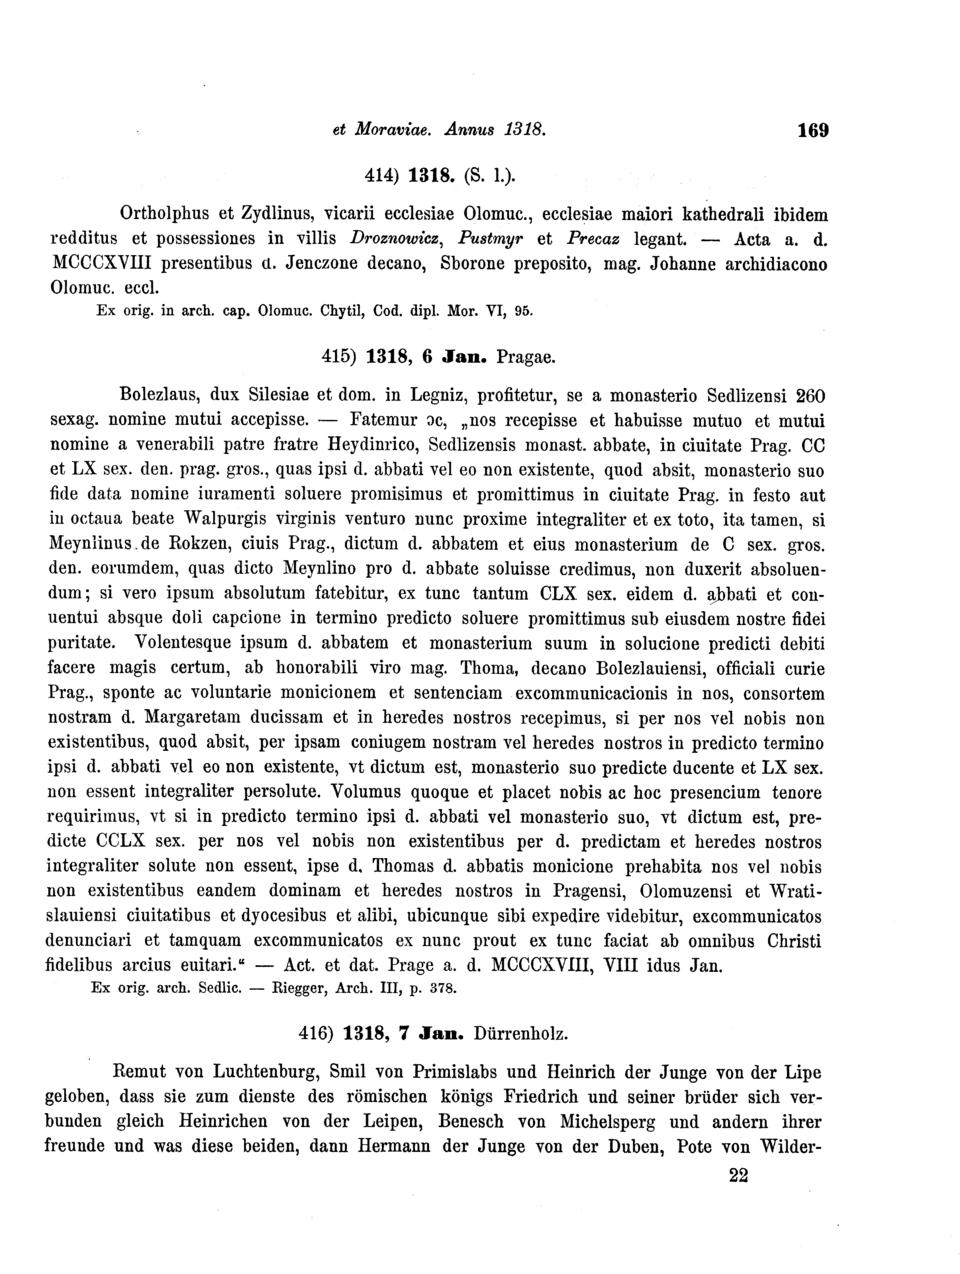 et Moraviae. Annus 1318. 169
414) 1318. (S. l.).
Ortholphus et Zydlinus, vicarii ecclesiae Olomuc., ecclesiae maiori kathedrali ibidem
redditus et possessiones in villis Droznowicz, Pustmyr et Precaz legant. — Acta a. d.
MCCCXVIII presentibus d. Jenczone decano, Sborone preposito, mag. Johanne archidiacono
Olomuc. eccl.
Ex orig. in arch. cap. Olomuc. Chytil, Cod. dipl. Mor. VI, 95.
415) 1318, 6 Jan. Pragae.
Bolezlaus, dux Silesiae et dom. in Legniz, profitetur, se a monasterio Sedlizensi 260
sexag. nomine mutui accepisse. — Fatemur oc, „nos recepisse et habuisse mutuo et mutui
nomine a venerabili patre fratre Heydinrico, Sedlizensis monast. abbate, in ciuitate Prag. CC
et LX sex. den. prag. gros., quas ipsi d. abbati vel eo non existente, quod absit, monasterio suo
fide data nomine iuramenti soluere promisimus et promittimus in ciuitate Prag. in festo aut
in octaua beate Walpurgis virginis venturo nunc proxime integraliter et ex toto, ita tamen, si
Meynlinus de Rokzen, ciuis Prag., dictum d. abbatem et eius monasterium de C sex. gros.
den. eorumdem, quas dicto Meynlino pro d. abbate soluisse credimus, non duxerit absoluen-
dum; si vero ipsum absolutum fatebitur, ex tunc tantum CLX sex. eidem d. abbati et con-
uentui absque doli capcione in termino predicto soluere promittimus sub eiusdem nostre fidei
puritate. Volentesque ipsum d. abbatem et monasterium suum in solucione predicti debiti
facere magis certum, ab honorabili viro mag. Thoma, decano Bolezlauiensi, officiali curie
Prag., sponte ac voluntarie monicionem et sentenciam excommunicacionis in nos, consortem
nostram d. Margaretam ducissam et in heredes nostros recepimus, si per nos vel nobis non
existentibus, quod absit, per ipsam coniugem nostram vel heredes nostros in predicto termino
ipsi d. abbati vel eo non existente, vt dictum est, monasterio suo predicte ducente et LX sex.
non essent integraliter persolute. Volumus quoque et placet nobis ac hoc presencium tenore
requirimus, vt si in predicto termino ipsi d. abbati vel monasterio suo, vt dictum est, pre-
dicte CCLX sex. per nos vel nobis non existentibus per d. predictam et heredes nostros
integraliter solute non essent, ipse d. Thomas d. abbatis monicione prehabita nos vel nobis
non existentibus eandem dominam et heredes nostros in Pragensi, Olomuzensi et Wrati-
slauiensi ciuitatibus et dyocesibus et alibi, ubicunque sibi expedire videbitur, excommunicatos
denunciari et tamquam excommunicatos ex nunc prout ex tunc faciat ab omnibus Christi
fidelibus arcius euitari.“ — Act. et dat. Prage a. d. MCCCXVIII, VIII idus Jan.
Ex orig. arch. Sedlic. — Riegger, Arch. III, p. 378.
416) 1318, 7 Jan. Dürrenholz.
Remut von Luchtenburg, Smil von Primislabs und Heinrich der Junge von der Lipe
geloben, dass sie zum dienste des römischen königs Friedrich und seiner brüder sich ver-
bunden gleich Heinrichen von der Leipen, Benesch von Michelsperg und andern ihrer
freunde und was diese beiden, dann Hermann der Junge von der Duben, Pote von Wilder-
22